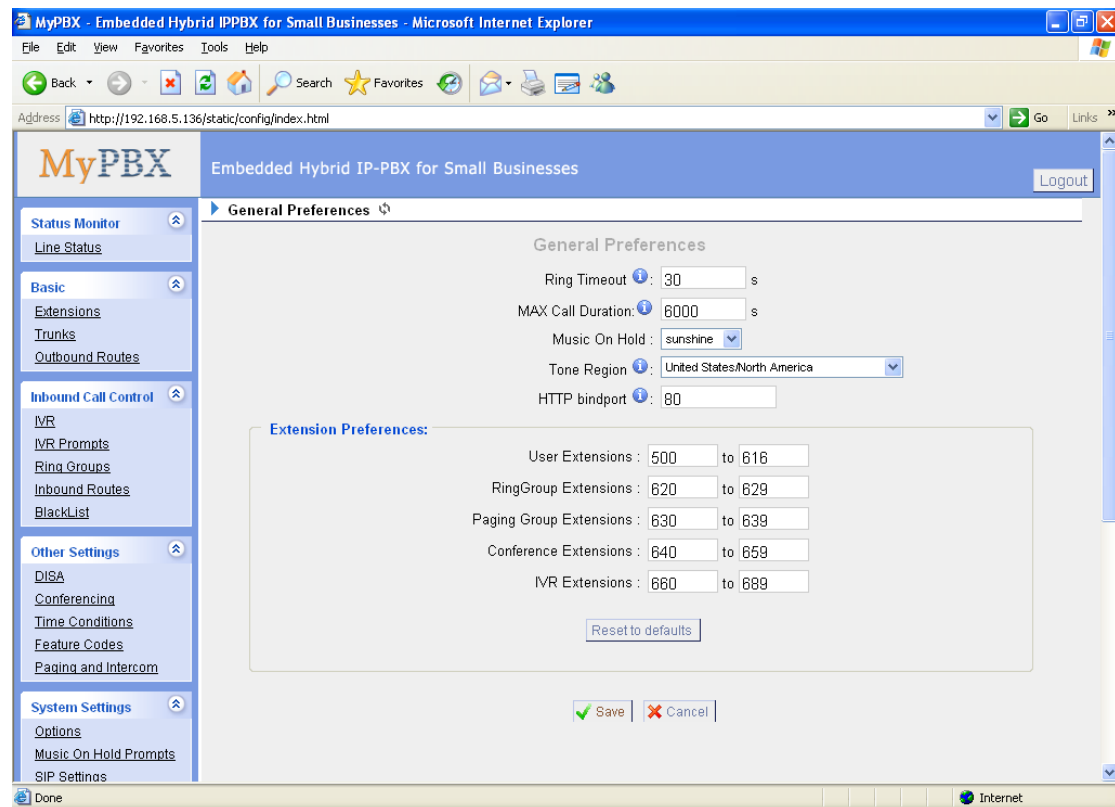 MyPBX - Embedded Hybrid IPPBX for Small Businesses - Microsoft Internet Explorer
File Edit View Favorites Tools Help
Back Search Favorites
Address http://192.168.5.136/static/config/index.html Go Links »
MyPBX
Embedded Hybrid IP-PBX for Small Businesses
Logout
General Preferences
Status Monitor
Line Status
Basic
Extensions
Trunks
Outbound Routes
Inbound Call Control
IVR
IVR Prompts
Ring Groups
Inbound Routes
BlackList
Other Settings
DISA
Conferencing
Time Conditions
Feature Codes
Paging and Intercom
System Settings
Options
Music On Hold Prompts
SIP Settings
General Preferences
Ring Timeout : 30 s
MAX Call Duration: 6000 s
Music On Hold : sunshine
Tone Region : United States/North America
HTTP bindport : 80
Extension Preferences:
User Extensions : 500 to 616
RingGroup Extensions : 620 to 629
Paging Group Extensions : 630 to 639
Conference Extensions : 640 to 659
IVR Extensions : 660 to 689
Reset to defaults
Save Cancel
Done Internet